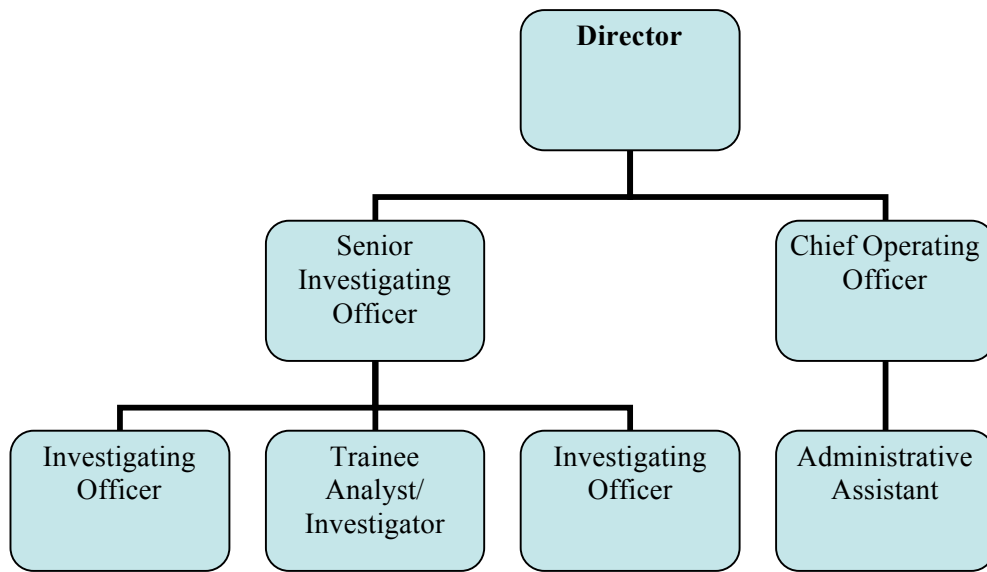 Director
Senior
Investigating
Officer
Chief Operating
Officer
Investigating
Officer
Trainee
Analyst/
Investigator
Investigating
Officer
Administrative
Assistant